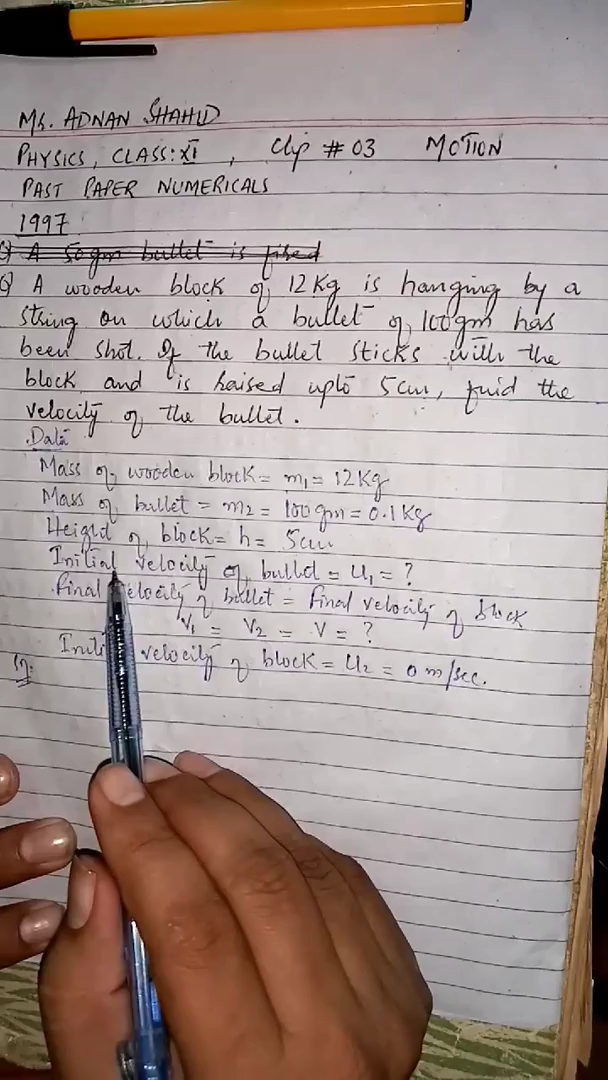 MR. ADNAN SHAHID
PHYSICS, CLASS: XI, Clip # 03 MOTION
PAST PAPER NUMERICALS
1997
Q) A 50gm bullet is fired
Q) A wooden block of 12 Kg is hanging by a
string on which a bullet of 100gm has
been shot. If the bullet sticks with the
block and is raised upto 5cm, find the
velocity of the bullet.
Data
Mass of wooden block = m1 = 12 Kg
Mass of bullet = m2 = 100 gm = 0.1 Kg
Height of block = h = 5cm
Initial velocity of bullet = U1 = ?
final velocity of bullet = final velocity of block
V1 = V2 = V = ?
velocity of block = U2 = 0 m/sec.